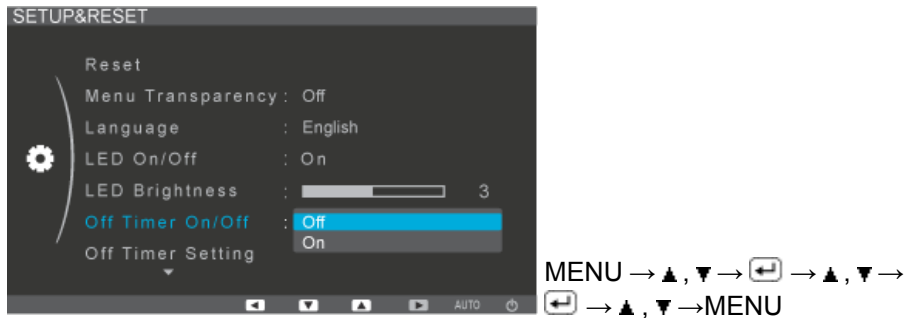 SETUP&RESET
Reset
Menu Transparency : Off
Language : English
LED On/Off : On
LED Brightness : 3
Off Timer On/Off : Off
On
Off Timer Setting
AUTO
MENU → ▲ , ▼ → ↵ → ▲ , ▼ →
↵ → ▲ , ▼ →MENU